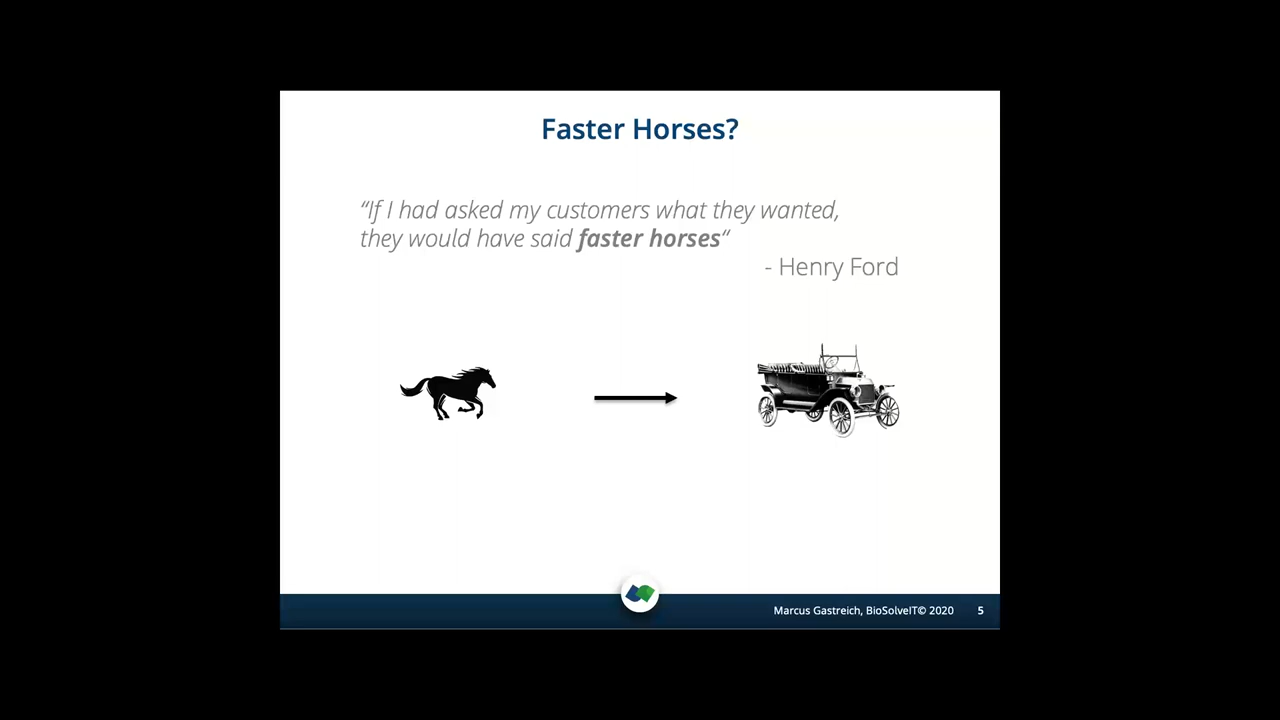 Faster Horses?
“If I had asked my customers what they wanted,
they would have said faster horses“
- Henry Ford
Marcus Gastreich, BioSolveIT© 2020 5